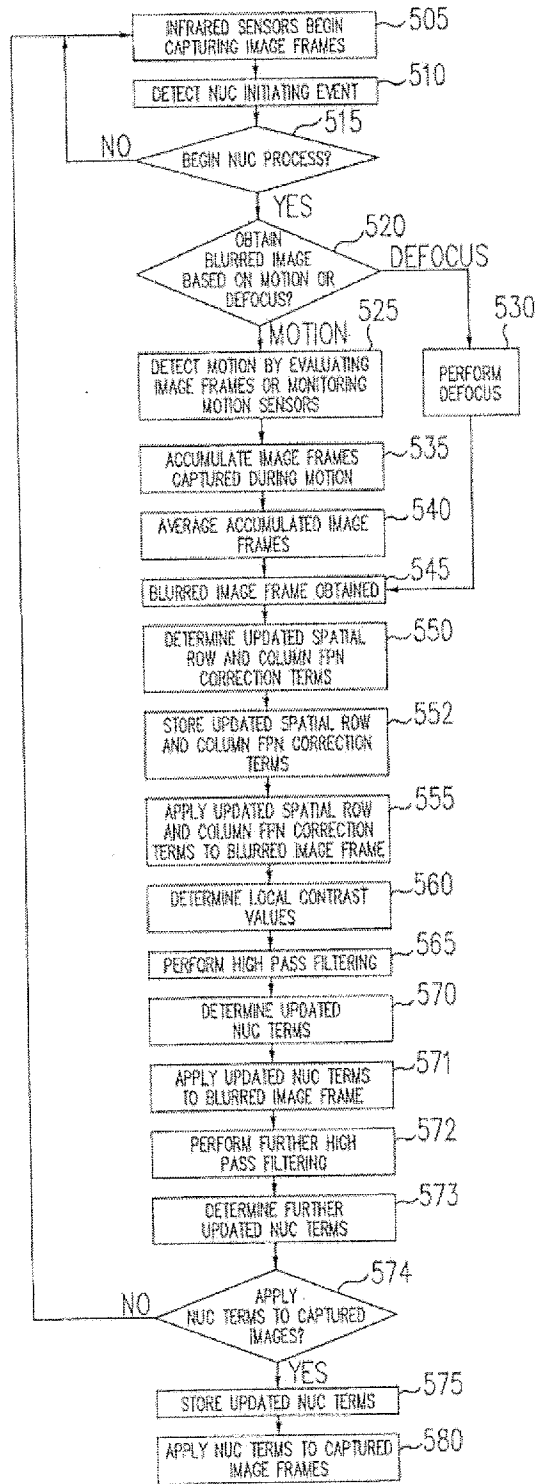 INFRARED SENSORS BEGIN
CAPTURING IMAGE FRAMES
505
DETECT NUC INITIATING EVENT
510
515
NO
BEGIN NUC PROCESS?
YES
520
OBTAIN
BLURRED IMAGE
BASED ON MOTION OR
DEFOCUS?
DEFOCUS
MOTION
525
530
DETECT MOTION BY EVALUATING
IMAGE FRAMES OR MONITORING
MOTION SENSORS
PERFORM
DEFOCUS
ACCUMULATE IMAGE FRAMES
CAPTURED DURING MOTION
535
AVERAGE ACCUMULATED IMAGE
FRAMES
540
BLURRED IMAGE FRAME OBTAINED
545
DETERMINE UPDATED SPATIAL
ROW AND COLUMN FPN
CORRECTION TERMS
550
STORE UPDATED SPATIAL ROW
AND COLUMN FPN CORRECTION
TERMS
552
APPLY UPDATED SPATIAL ROW
AND COLUMN FPN CORRECTION
TERMS TO BLURRED IMAGE FRAME
555
DETERMINE LOCAL CONTRAST
VALUES
560
PERFORM HIGH PASS FILTERING
565
DETERMINE UPDATED
NUC TERMS
570
APPLY UPDATED NUC TERMS
TO BLURRED IMAGE FRAME
571
PERFORM FURTHER HIGH
PASS FILTERING
572
DETERMINE FURTHER
UPDATED NUC TERMS
573
574
NO
APPLY
NUC TERMS TO CAPTURED
IMAGES?
YES
STORE UPDATED NUC TERMS
575
APPLY NUC TERMS TO CAPTURED
IMAGE FRAMES
580